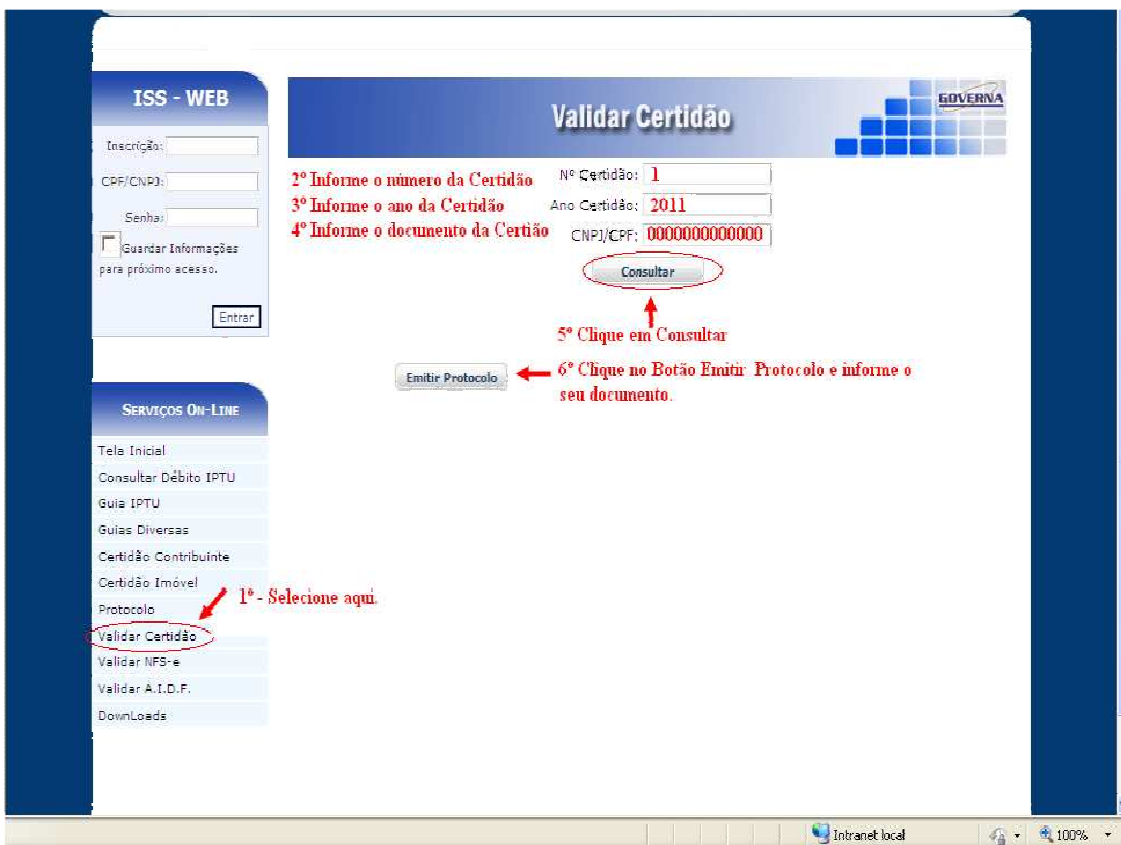 ISS - WEB
Inscrição:
CPF/CNPJ:
Senha:
Guardar Informações
para próximo acesso.
Entrar
Validar Certidão
GOVERNA
2º Informe o número da Certidão
Nº Certidão: 1
3º Informe o ano da Certidão
Ano Certidão: 2011
4º Informe o documento da Certião
CNPJ/CPF: 0000000000000
Consultar
5º Clique em Consultar
Emitir Protocolo
6º Clique no Botão Emitir Protocolo e informe o
seu documento.
SERVIÇOS ON-LINE
Tela Inicial
Consultar Débito IPTU
Guia IPTU
Guias Diversas
Certidão Contribuinte
Certidão Imóvel
1º - Selecione aqui.
Protocolo
Validar Certidão
Validar NFS-e
Validar A.I.D.F.
DownLoads
Intranet local
100%